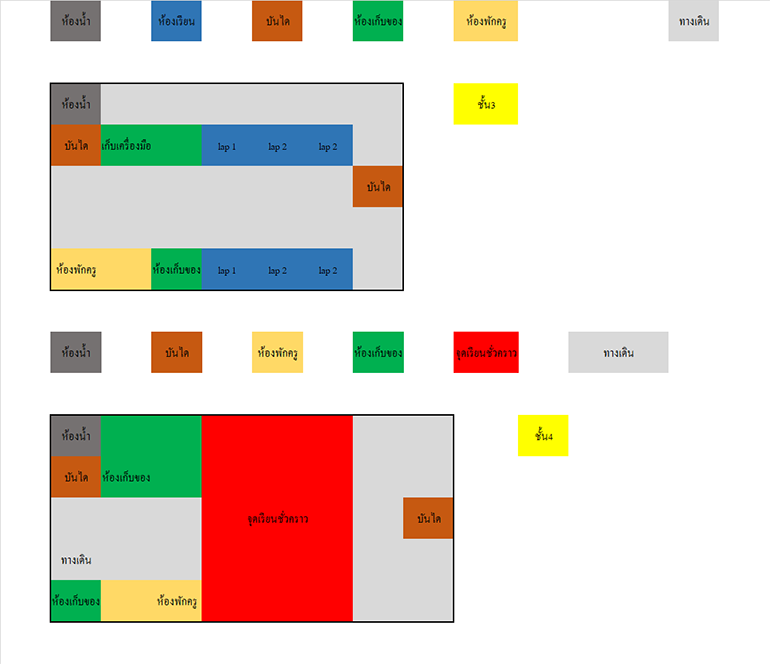 ห้องน้ำ ห้องเรียน บันได ห้องเก็บของ ห้องพักครู ทางเดิน
ห้องน้ำ ชั้น3
บันได เก็บเครื่องมือ lap 1 lap 2 lap 2
บันได
ห้องพักครู ห้องเก็บของ lap 1 lap 2 lap 2
ห้องน้ำ บันได ห้องพักครู ห้องเก็บของ จุดเรียนชั่วคราว ทางเดิน
ห้องน้ำ ชั้น4
บันได ห้องเก็บของ
จุดเรียนชั่วคราว บันได
ทางเดิน
ห้องเก็บของ ห้องพักครู